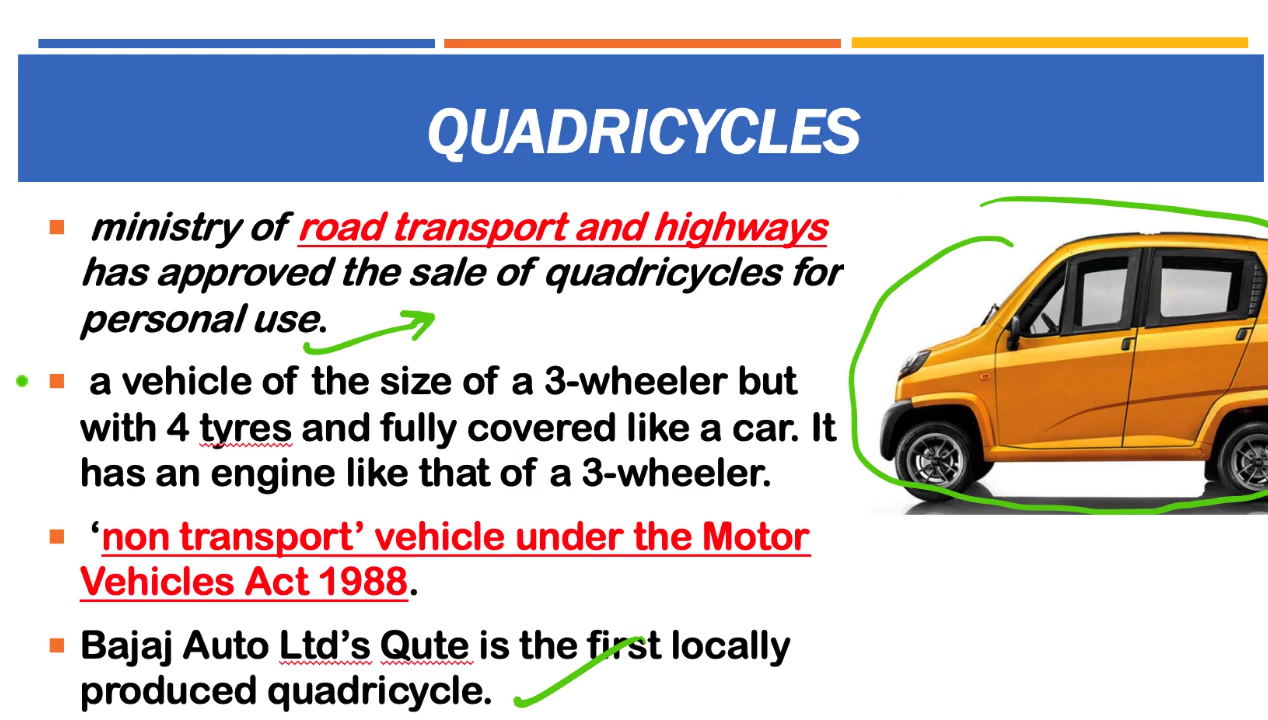 QUADRICYCLES
ministry of road transport and highways
has approved the sale of quadricycles for
personal use.
a vehicle of the size of a 3-wheeler but
with 4 tyres and fully covered like a car. It
has an engine like that of a 3-wheeler.
‘non transport’ vehicle under the Motor
Vehicles Act 1988.
Bajaj Auto Ltd’s Qute is the first locally
produced quadricycle.